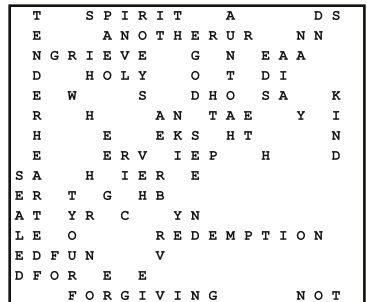 T S P I R I T A D S
E A N O T H E R U R N N
N G R I E V E G N E A A
D H O L Y O T D I
E W S D H O S A K
R H A N T A E Y I
H E E K S H T N
E E R V I E P H D
S A H I E R E
E R T G H B
A T Y R C Y N
L E O R E D E M P T I O N
E D F U N V
D F O R E E
F O R G I V I N G N O T